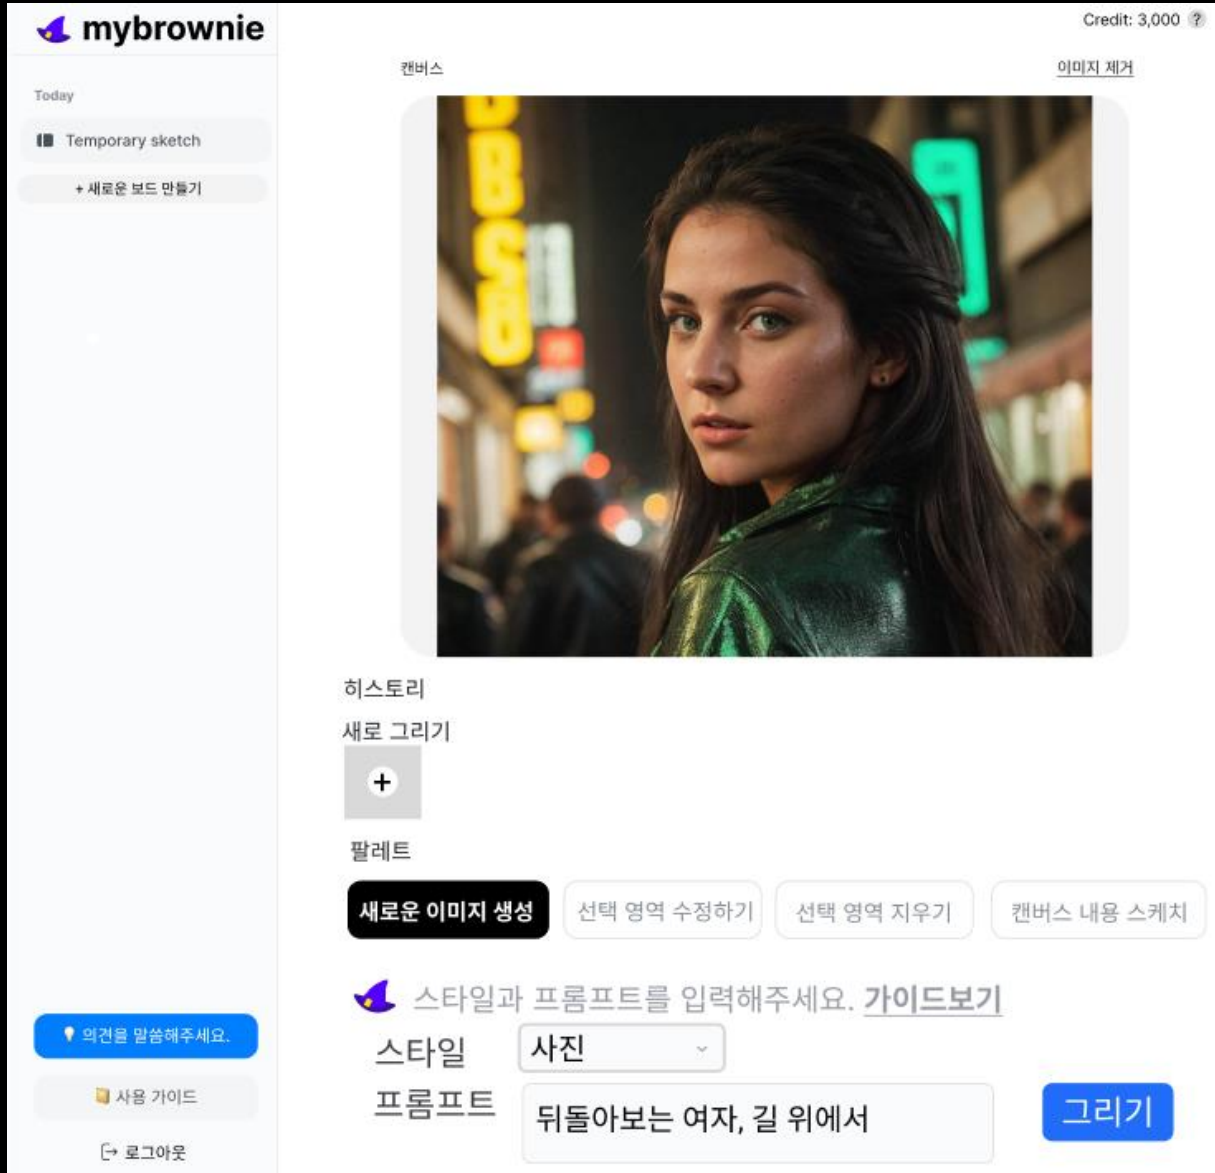 mybrownie
Credit: 3,000 ?
Today
Temporary sketch
+ 새로운 보드 만들기
캔버스
이미지 제거
히스토리
새로 그리기
+
팔레트
새로운 이미지 생성
선택 영역 수정하기
선택 영역 지우기
캔버스 내용 스케치
스타일과 프롬프트를 입력해주세요. 가이드보기
스타일
사진
프롬프트
뒤돌아보는 여자, 길 위에서
그리기
의견을 말씀해주세요.
사용 가이드
로그아웃